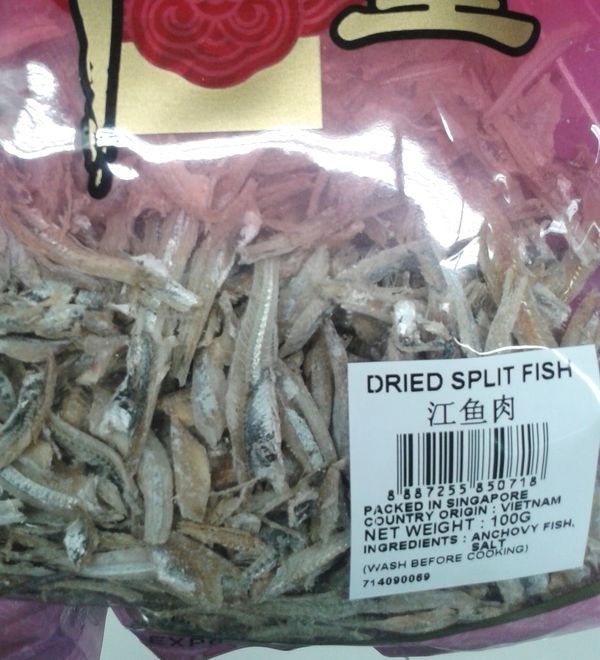 DRIED SPLIT FISH
江鱼肉
8 887255 850718
PACKED IN SINGAPORE
COUNTRY ORIGIN : VIETNAM
NET WEIGHT : 100G
INGREDIENTS : ANCHOVY FISH,
SALT
(WASH BEFORE COOKING)
714090069